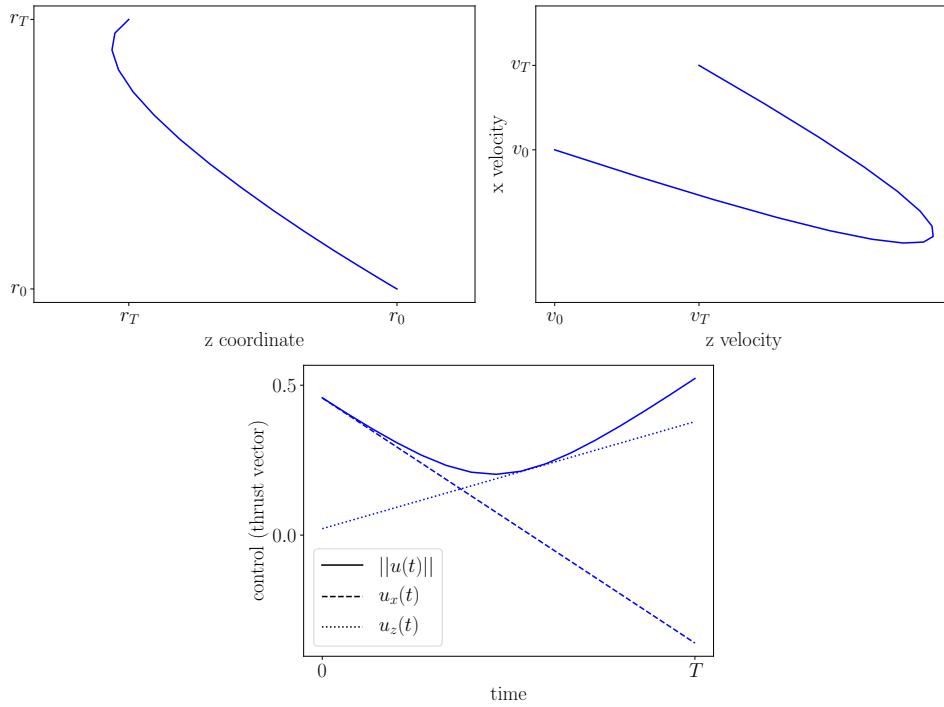 r_T
r_0
r_T
r_0
z coordinate
x velocity
v_T
v_0
v_0
v_T
z velocity
control (thrust vector)
0.5
0.0
||u(t)||
u_x(t)
u_z(t)
0
T
time